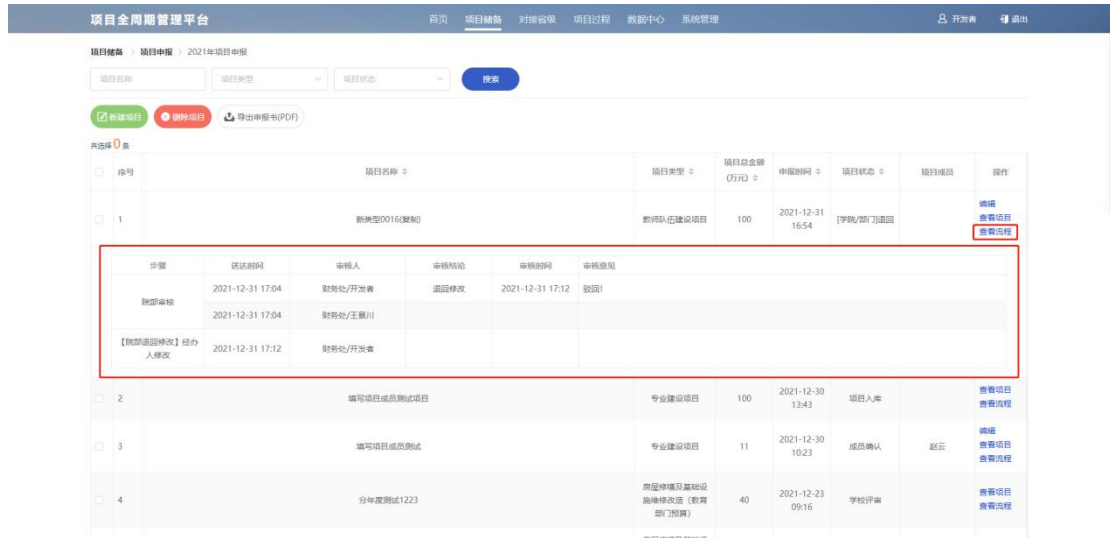 项目全周期管理平台 首页 项目储备 对接省级 项目过程 数据中心 系统管理 开发者 退出
项目储备 > 项目申报 > 2021年项目申报
项目名称 项目类型 项目状态 搜索
新建项目 删除项目 导出申报书(PDF)
共选择 0 条
序号 项目名称 项目类型 项目总金额(万元) 申报时间 项目状态 项目成员 操作
编辑
1 新类型0016(复制) 教师队伍建设项目 100 2021-12-31 16:54 [学院/部门]退回 查看项目
查看流程
步骤 送达时间 审核人 审核结论 审核时间 审核意见
院部审核 2021-12-31 17:04 财务处/开发者 退回修改 2021-12-31 17:12 驳回!
2021-12-31 17:04 财务处/王展川
【院部退回修改】经办人修改 2021-12-31 17:12 财务处/开发者
2 填写项目成员测试项目 专业建设项目 100 2021-12-30 13:43 项目入库 查看项目
查看流程
编辑
3 填写项目成员测试 专业建设项目 11 2021-12-30 10:23 成员确认 赵云 查看项目
查看流程
4 分年度测试1223 房屋修缮及基础设施维修改造（教育部门预算） 40 2021-12-23 09:16 学校评审 查看项目
查看流程